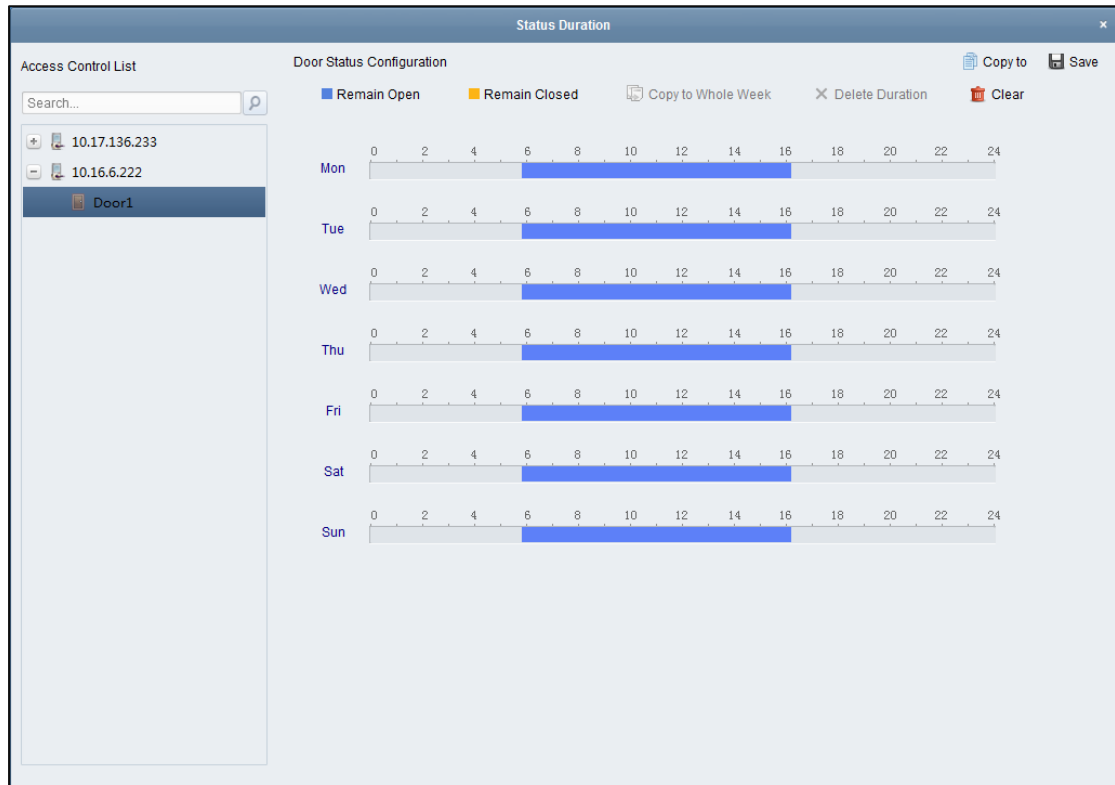 Status Duration ×
Access Control List
Door Status Configuration
Copy to Save
Search...
Remain Open Remain Closed Copy to Whole Week Delete Duration Clear
10.17.136.233
10.16.6.222
Door1
0 2 4 6 8 10 12 14 16 18 20 22 24
Mon
0 2 4 6 8 10 12 14 16 18 20 22 24
Tue
0 2 4 6 8 10 12 14 16 18 20 22 24
Wed
0 2 4 6 8 10 12 14 16 18 20 22 24
Thu
0 2 4 6 8 10 12 14 16 18 20 22 24
Fri
0 2 4 6 8 10 12 14 16 18 20 22 24
Sat
0 2 4 6 8 10 12 14 16 18 20 22 24
Sun